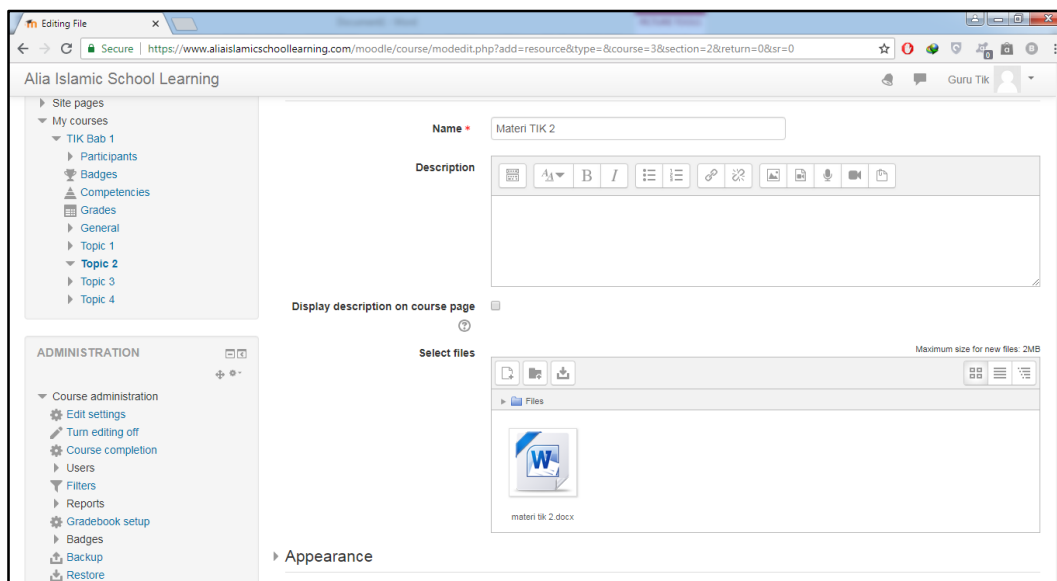 Editing File
Secure | https://www.aliaislamicschoollearning.com/moodle/course/modedit.php?add=resource&type=&course=3&section=2&return=0&sr=0
Alia Islamic School Learning
Guru Tik
Site pages
My courses
TIK Bab 1
Participants
Badges
Competencies
Grades
General
Topic 1
Topic 2
Topic 3
Topic 4
ADMINISTRATION
Course administration
Edit settings
Turn editing off
Course completion
Users
Filters
Reports
Gradebook setup
Badges
Backup
Restore
Name *
Materi TIK 2
Description
Display description on course page
Select files
Maximum size for new files: 2MB
Files
materi tik 2.docx
Appearance